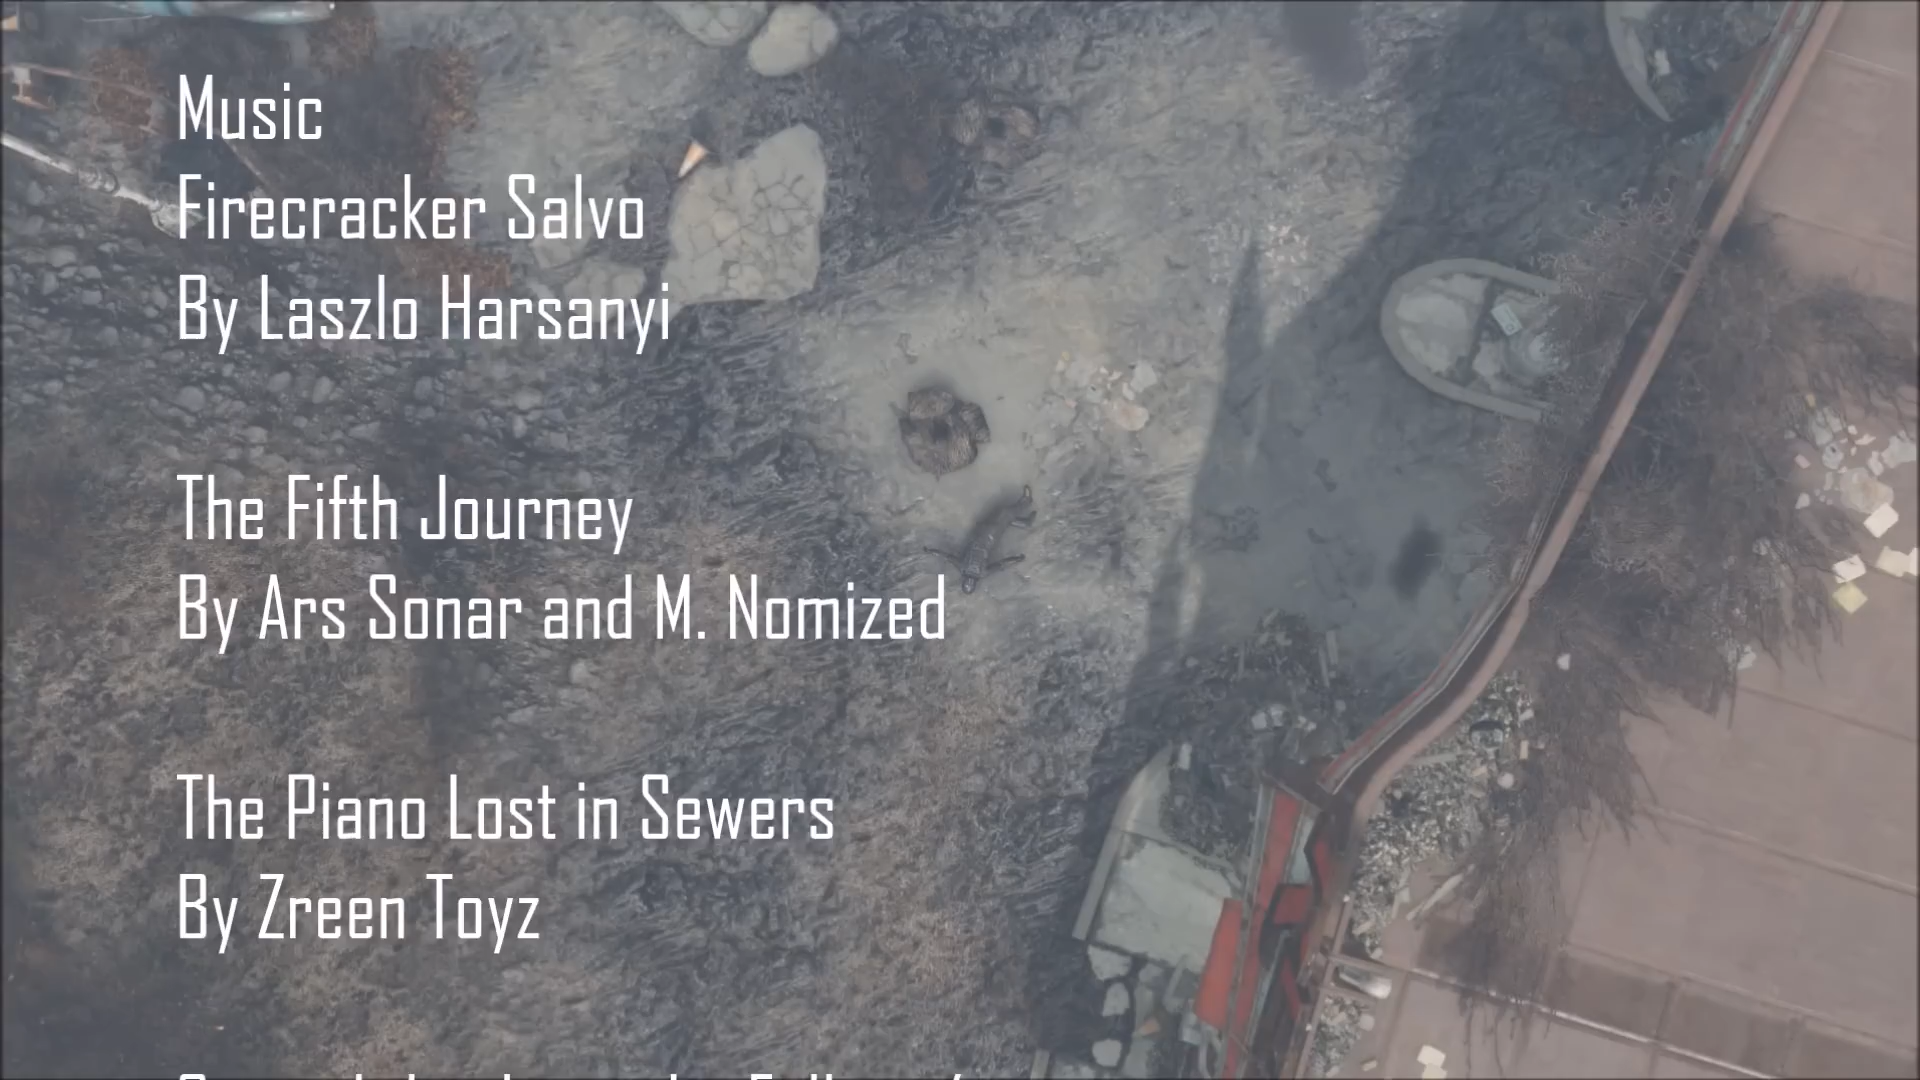 Music
Firecracker Salvo
By Laszlo Harsanyi
The Fifth Journey
By Ars Sonar and M. Nomized
The Piano Lost in Sewers
By Zreen Toyz